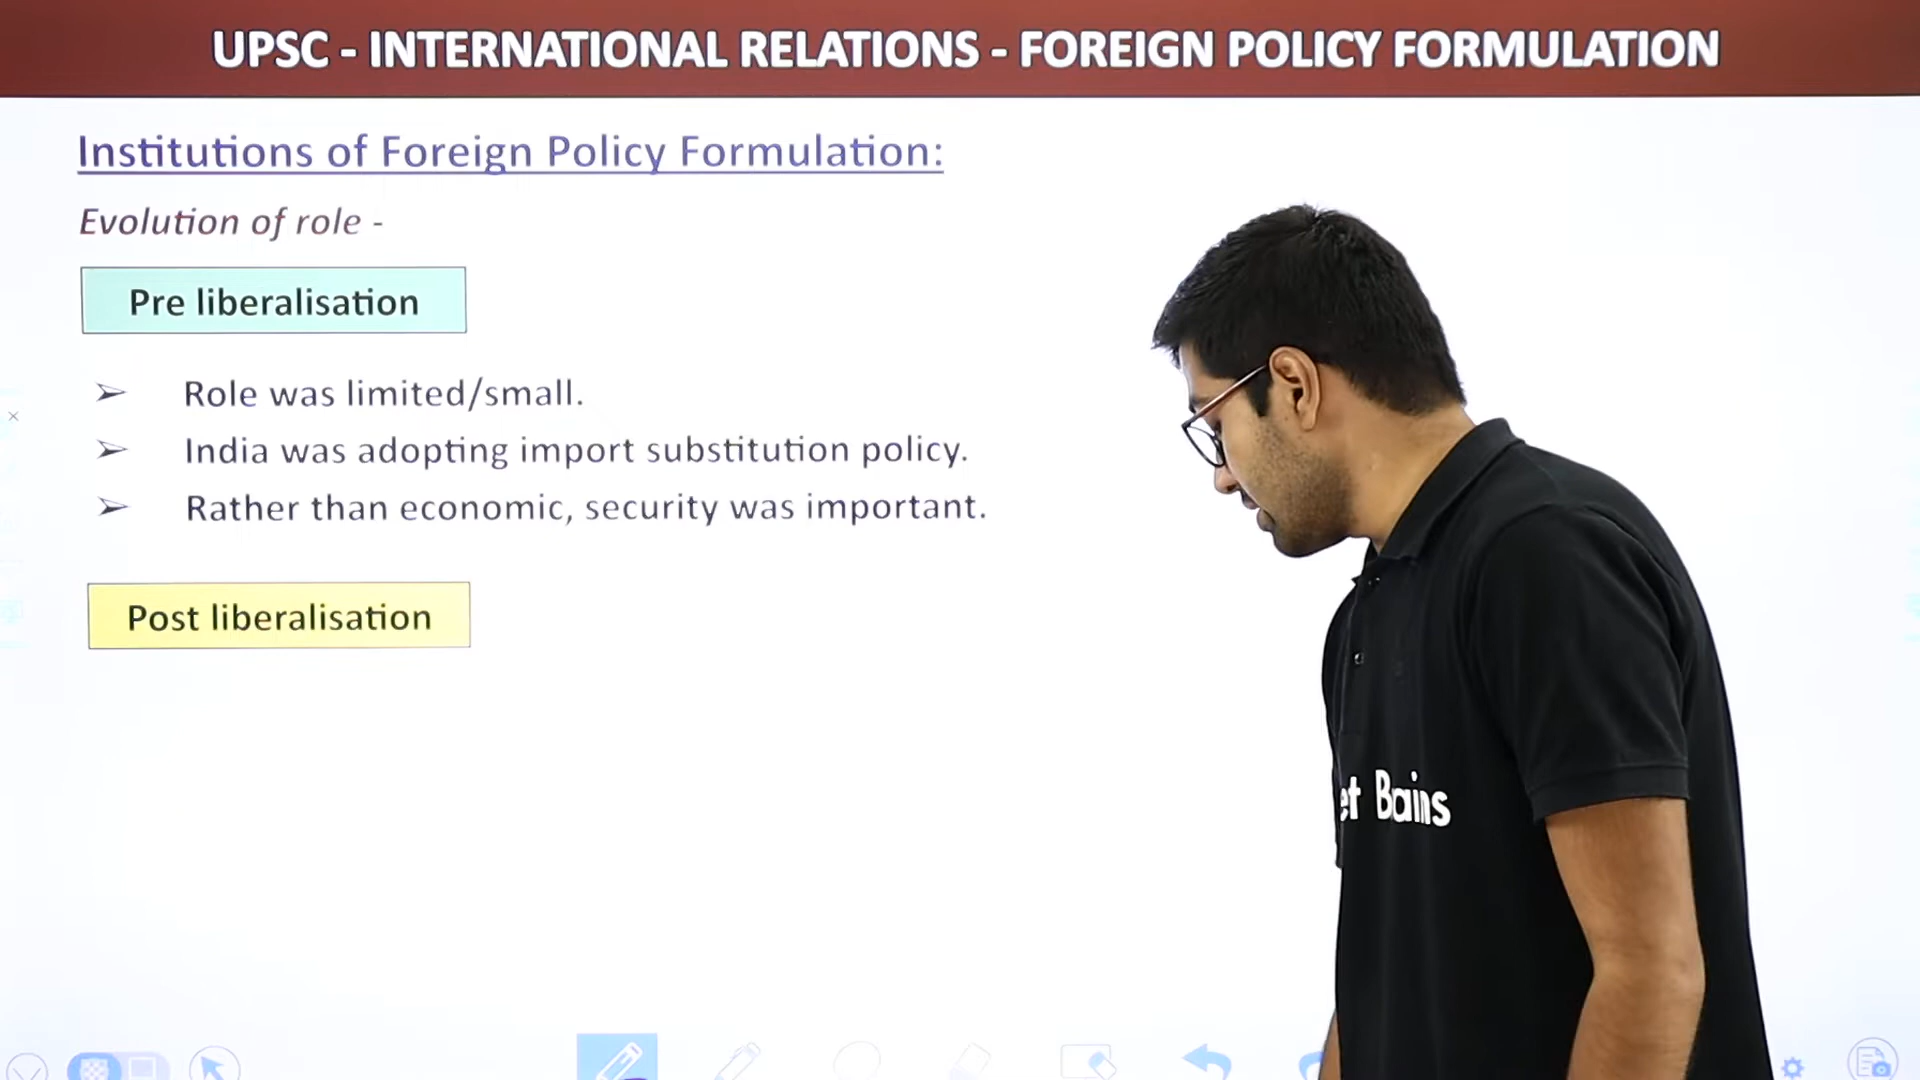 UPSC - INTERNATIONAL RELATIONS - FOREIGN POLICY FORMULATION
Institutions of Foreign Policy Formulation:
Evolution of role -
Pre liberalisation
➢ Role was limited/small.
➢ India was adopting import substitution policy.
➢ Rather than economic, security was important.
Post liberalisation
et Brains